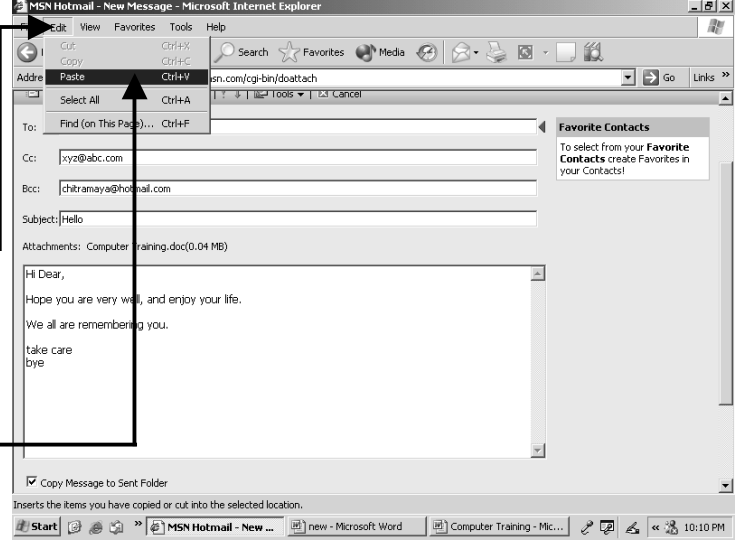 MSN Hotmail - New Message - Microsoft Internet Explorer
Edit View Favorites Tools Help
Cut Ctrl+X
Copy Ctrl+C
Paste Ctrl+V
Select All Ctrl+A
Find (on This Page)... Ctrl+F
Search Favorites Media
Addre sn.com/cgi-bin/doattach Go Links »
Tools Cancel
To:
Cc: xyz@abc.com
Bcc: chitramaya@hotmail.com
Subject: Hello
Attachments: Computer Training.doc(0.04 MB)
Favorite Contacts
To select from your Favorite
Contacts create Favorites in
your Contacts!
Hi Dear,
Hope you are very well, and enjoy your life.
We all are remembering you.
take care
bye
Copy Message to Sent Folder
Inserts the items you have copied or cut into the selected location.
Start » MSN Hotmail - New ... new - Microsoft Word Computer Training - Mic... « 10:10 PM